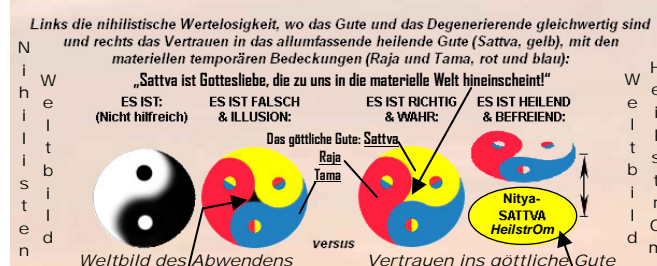 Links die nihilistische Wertelosigkeit, wo das Gute und das Degenerierende gleichwertig sind
und rechts das Vertrauen in das allumfassende heilende Gute (Sattva, gelb), mit den
materiellen temporären Bedeckungen (Raja und Tama, rot und blau):
„Sattva ist Gottesliebe, die zu uns in die materielle Welt hineinscheint!“
Nihilisten
Weltbild
ES IST:
(Nicht hilfreich)
ES IST FALSCH
& ILLUSION:
ES IST RICHTIG
& WAHR:
ES IST HEILEND
& BEFREIEND:
Das göttliche Gute: Sattva
Raja
Tama
Nitya-
SATTVA
HeilstrOm
versus
Weltbild des Abwendens
Vertrauen ins göttliche Gute
Weltbild